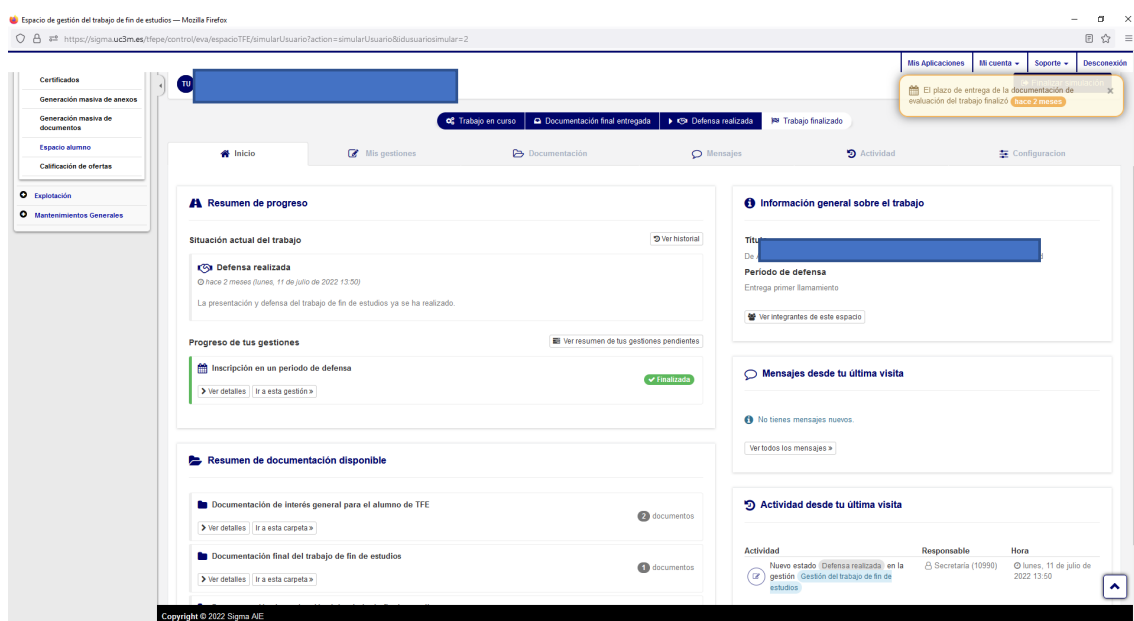 Espacio de gestión del trabajo de fin de estudios — Mozilla Firefox
https://sigma.uc3m.es/tfepe/control/eva/espacioTFE/simularUsuario?action=simularUsuario&idusuariosimular=2
Mis Aplicaciones
Mi cuenta
Soporte
Desconexión
Certificados
Generación masiva de anexos
Generación masiva de
documentos
Espacio alumno
Calificación de ofertas
Explotación
Mantenimientos Generales
TU
El plazo de entrega de la documentación de
evaluación del trabajo finalizó hace 2 meses
Trabajo en curso
Documentación final entregada
Defensa realizada
Trabajo finalizado
Inicio
Mis gestiones
Documentación
Mensajes
Actividad
Configuracion
Resumen de progreso
Situación actual del trabajo
Ver historial
Defensa realizada
hace 2 meses (lunes, 11 de julio de 2022 13:50)
La presentación y defensa del trabajo de fin de estudios ya se ha realizado.
Progreso de tus gestiones
Ver resumen de tus gestiones pendientes
Inscripción en un periodo de defensa
Finalizada
Ver detalles
Ir a esta gestión »
Resumen de documentación disponible
Documentación de interés general para el alumno de TFE
2 documentos
Ver detalles
Ir a esta carpeta »
Documentación final del trabajo de fin de estudios
1 documentos
Ver detalles
Ir a esta carpeta »
Información general sobre el trabajo
Periodo de defensa
Entrega primer llamamiento
Ver integrantes de este espacio
Mensajes desde tu última visita
No tienes mensajes nuevos.
Ver todos los mensajes »
Actividad desde tu última visita
Actividad Responsable Hora
Nuevo estado Defensa realizada en la
gestión Gestión del trabajo de fin de
estudios
Secretaría (10990)
lunes, 11 de julio de
2022 13:50
Copyright © 2022 Sigma AIE